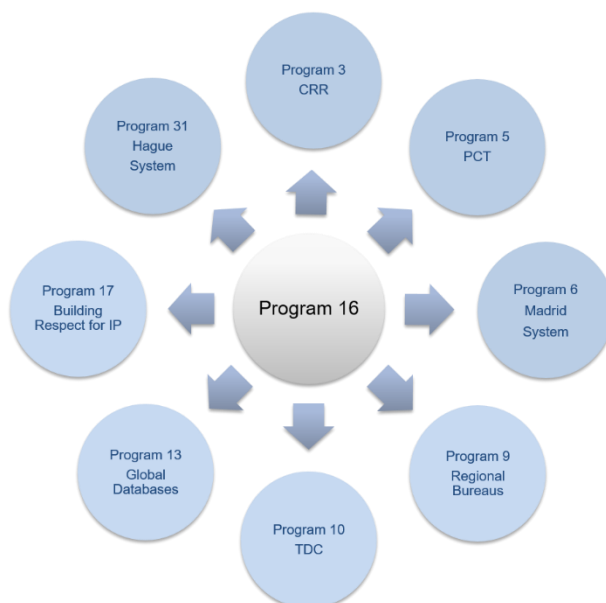 Program 3
CRR
Program 31
Hague
System
Program 5
PCT
Program 17
Building
Respect for IP
Program 16
Program 6
Madrid
System
Program 13
Global
Databases
Program 9
Regional
Bureaus
Program 10
TDC